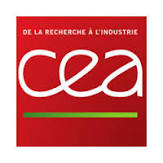 DE LA RECHERCHE À L'INDUSTRIE
cea